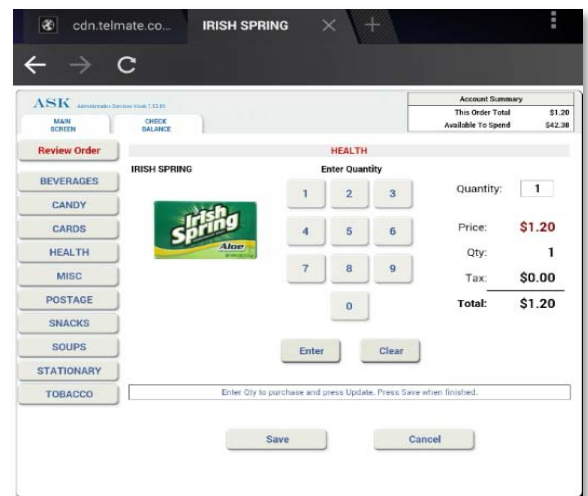 cdn.telmate.co... IRISH SPRING
ASK Administrative Services Kiosk
MAIN SCREEN
CHECK BALANCE
Account Summary
This Order Total $1.20
Available To Spend $42.38
Review Order
HEALTH
BEVERAGES
CANDY
CARDS
HEALTH
MISC
POSTAGE
SNACKS
SOUPS
STATIONARY
TOBACCO
IRISH SPRING
Irish Spring
Aloe
Enter Quantity
1 2 3
4 5 6
7 8 9
0
Enter Clear
Quantity: 1
Price: $1.20
Qty: 1
Tax: $0.00
Total: $1.20
Enter Qty to purchase and press Update. Press Save when finished.
Save Cancel